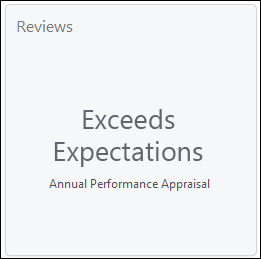 Reviews
Exceeds
Expectations
Annual Performance Appraisal